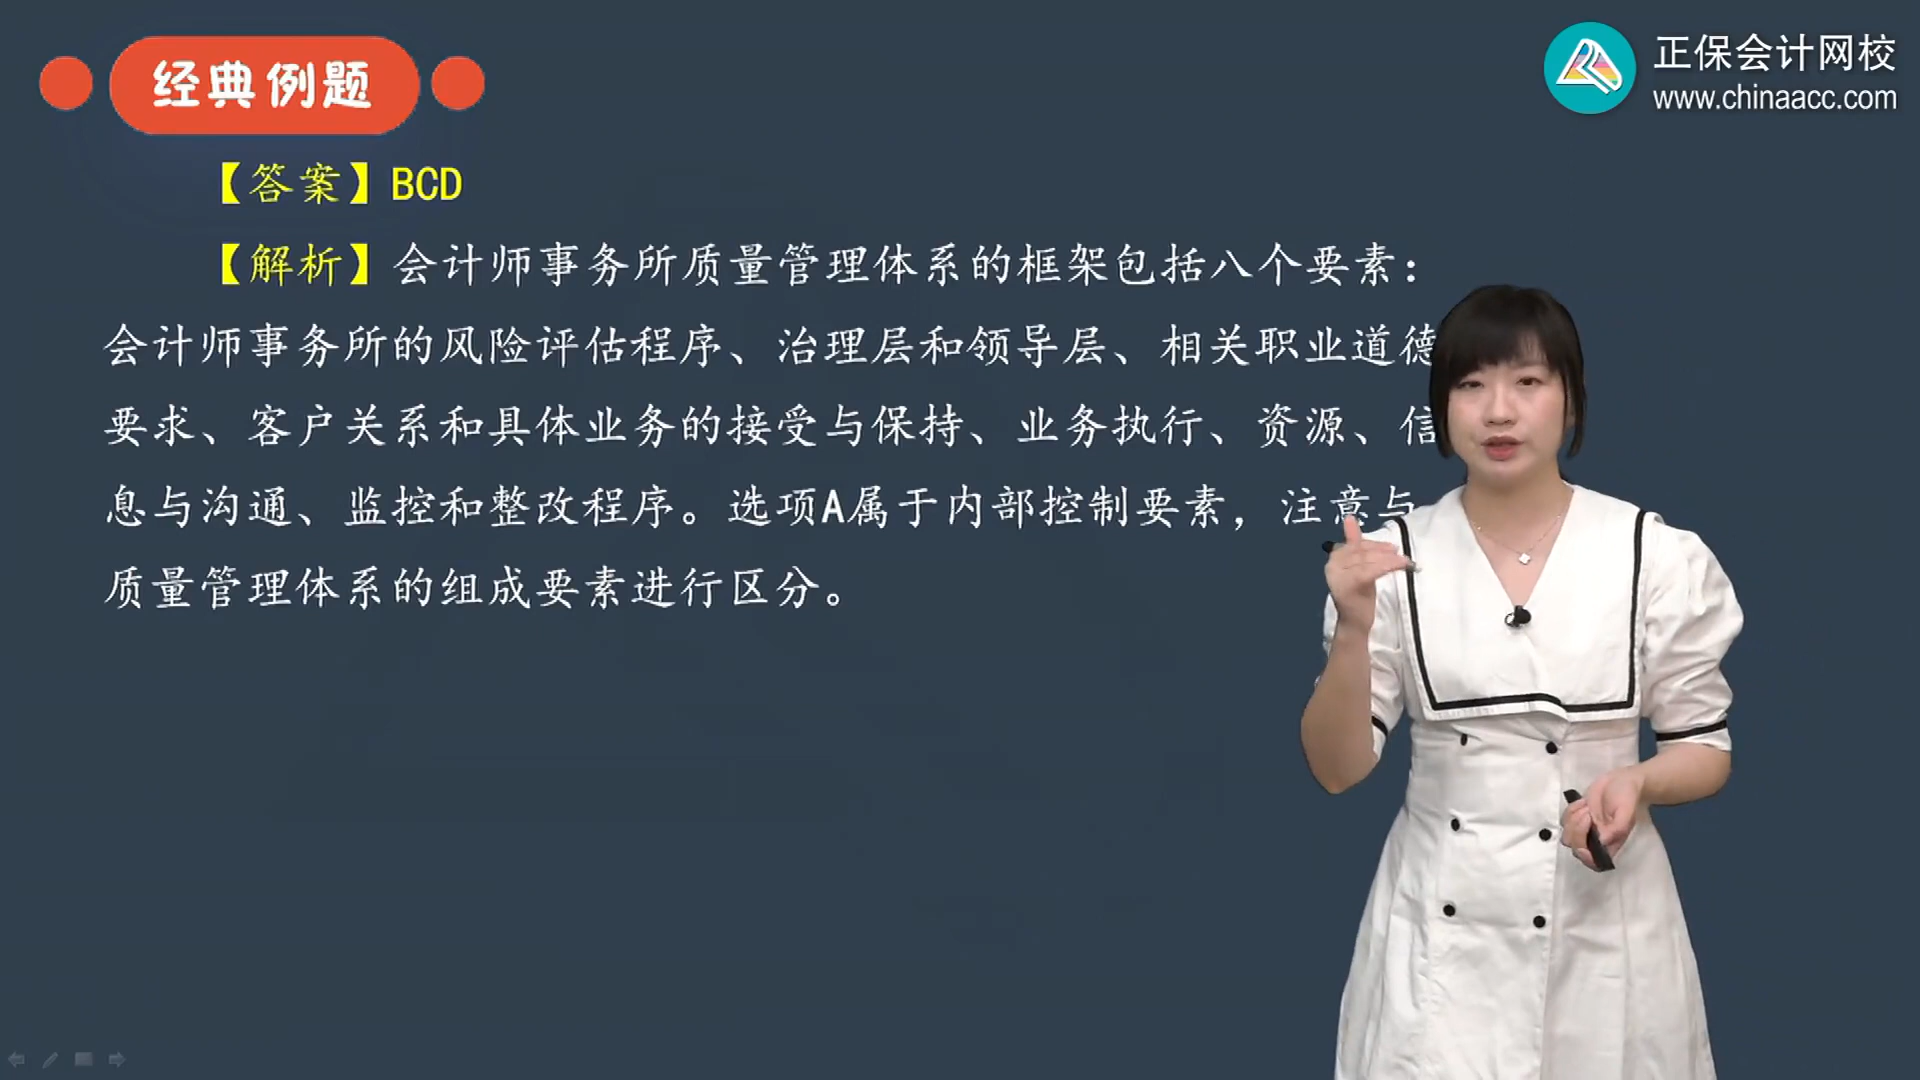 经典例题
正保会计网校
www.chinaacc.com
【答案】BCD
【解析】会计师事务所质量管理体系的框架包括八个要素：
会计师事务所的风险评估程序、治理层和领导层、相关职业道德
要求、客户关系和具体业务的接受与保持、业务执行、资源、信
息与沟通、监控和整改程序。选项A属于内部控制要素，注意与
质量管理体系的组成要素进行区分。